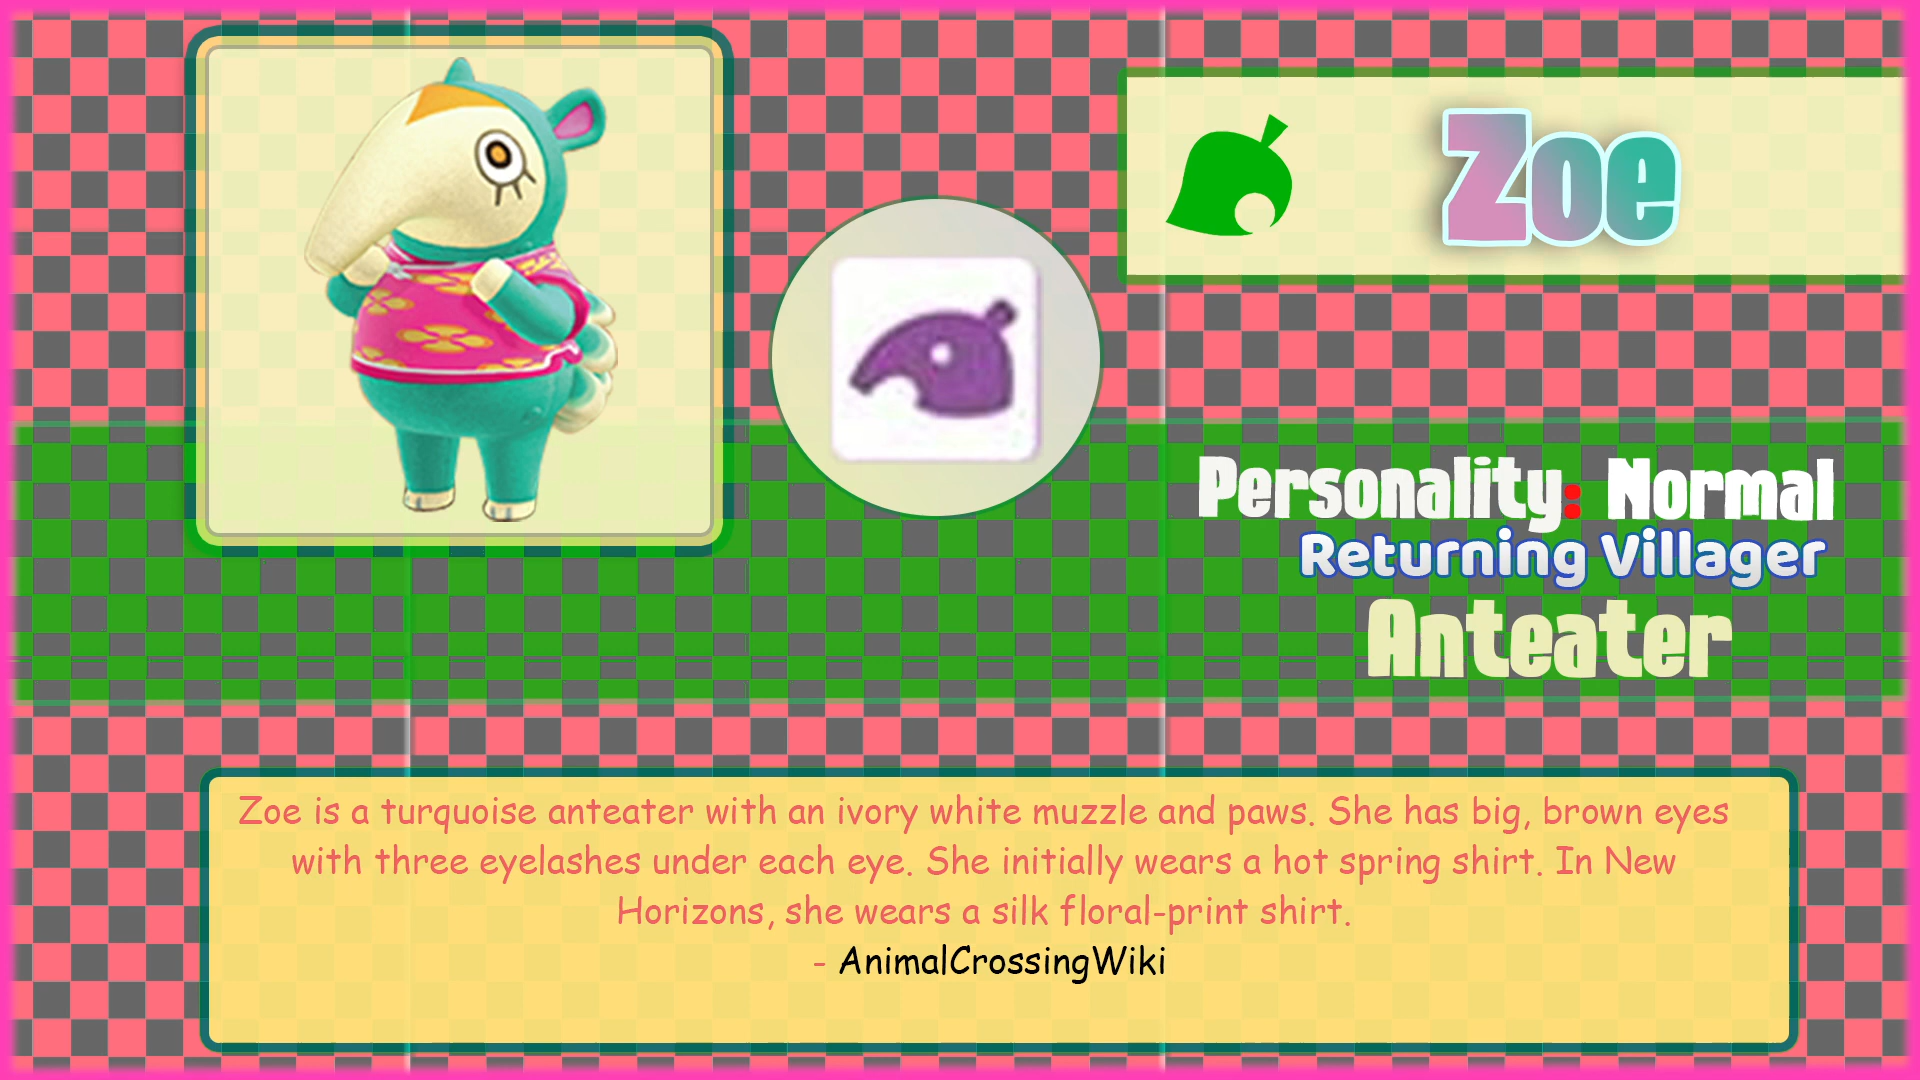 Zoe
Personality: Normal
Returning Villager
Anteater
Zoe is a turquoise anteater with an ivory white muzzle and paws. She has big, brown eyes
with three eyelashes under each eye. She initially wears a hot spring shirt. In New
Horizons, she wears a silk floral-print shirt.
- AnimalCrossingWiki